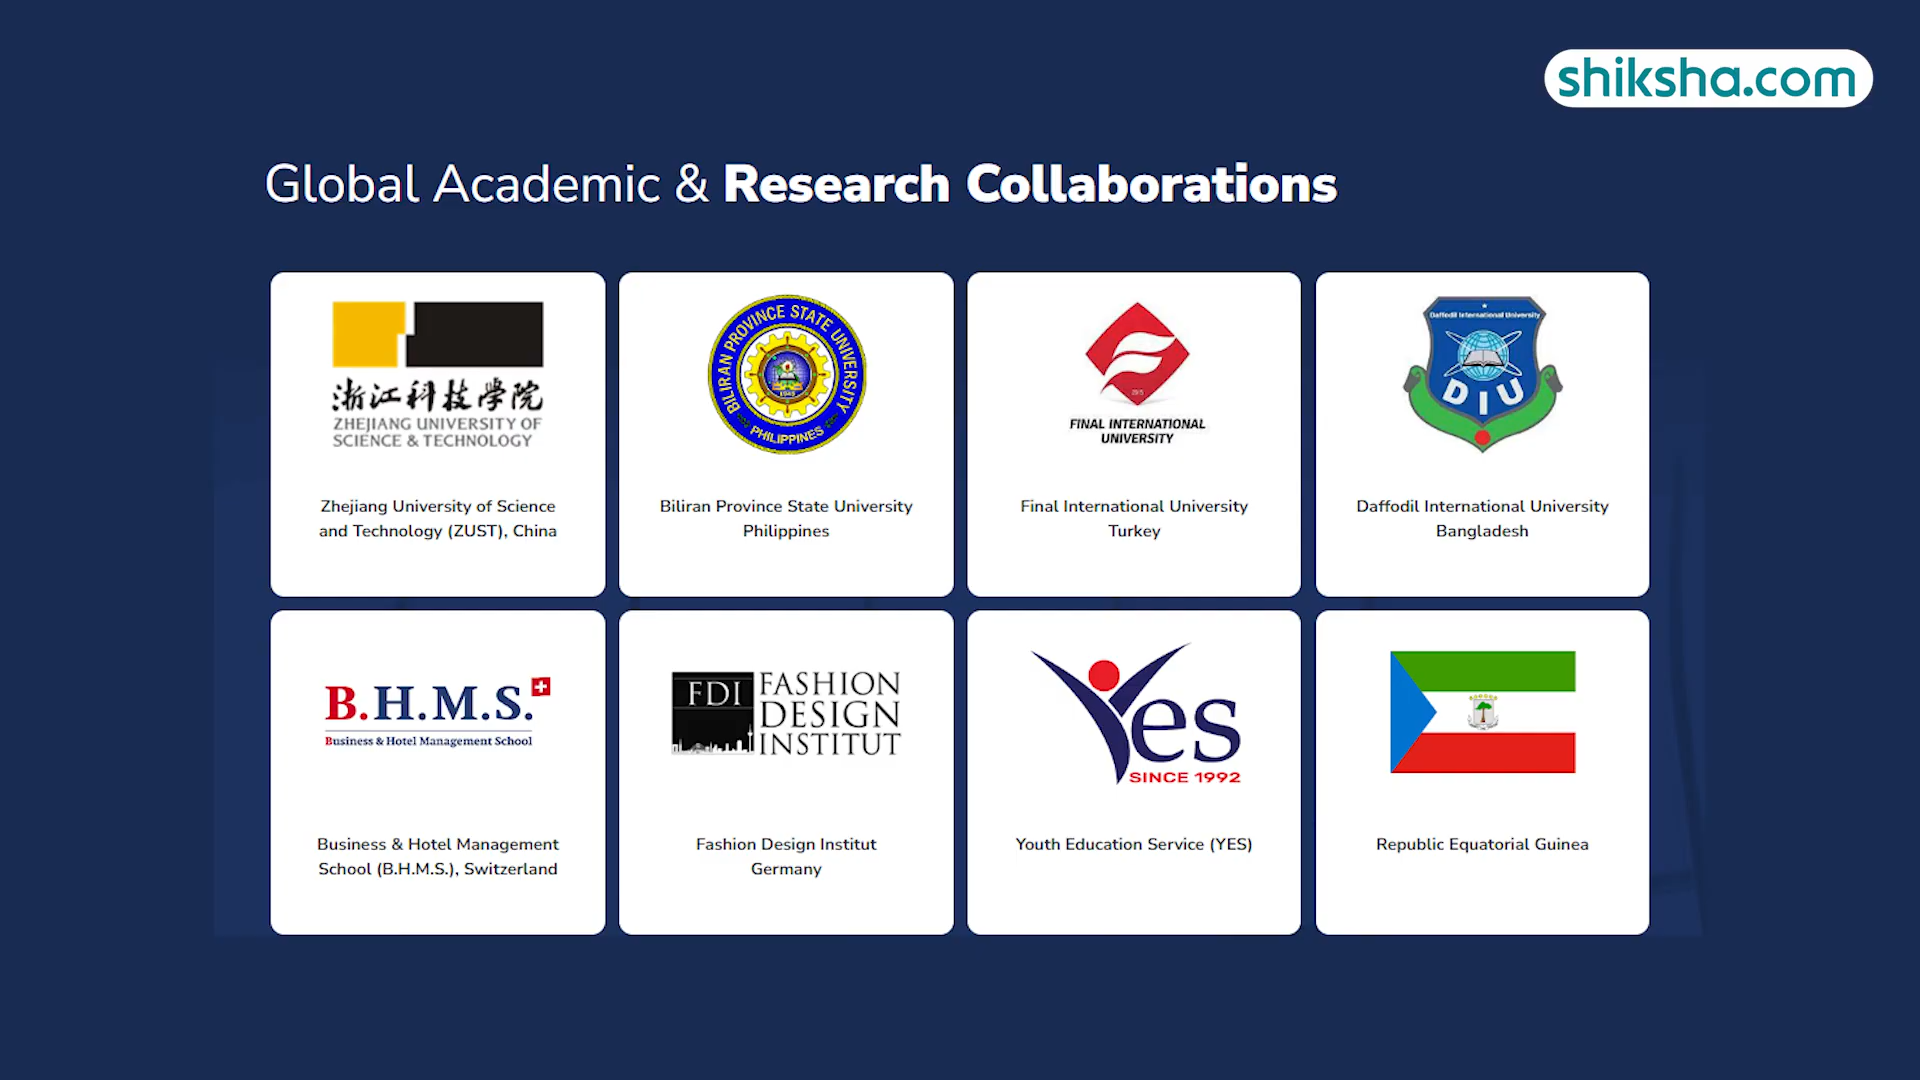 shiksha.com
Global Academic & Research Collaborations
浙江科技学院
ZHEJIANG UNIVERSITY OF
SCIENCE & TECHNOLOGY
Zhejiang University of Science
and Technology (ZUST), China
BILIRAN PROVINCE STATE UNIVERSITY
PHILIPPINES
Biliran Province State University
Philippines
FINAL INTERNATIONAL
UNIVERSITY
Final International University
Turkey
Daffodil International University
DIU
Daffodil International University
Bangladesh
B.H.M.S.
Business & Hotel Management School
Business & Hotel Management
School (B.H.M.S.), Switzerland
FDI
FASHION
DESIGN
INSTITUT
Fashion Design Institut
Germany
Yes
SINCE 1992
Youth Education Service (YES)
Republic Equatorial Guinea